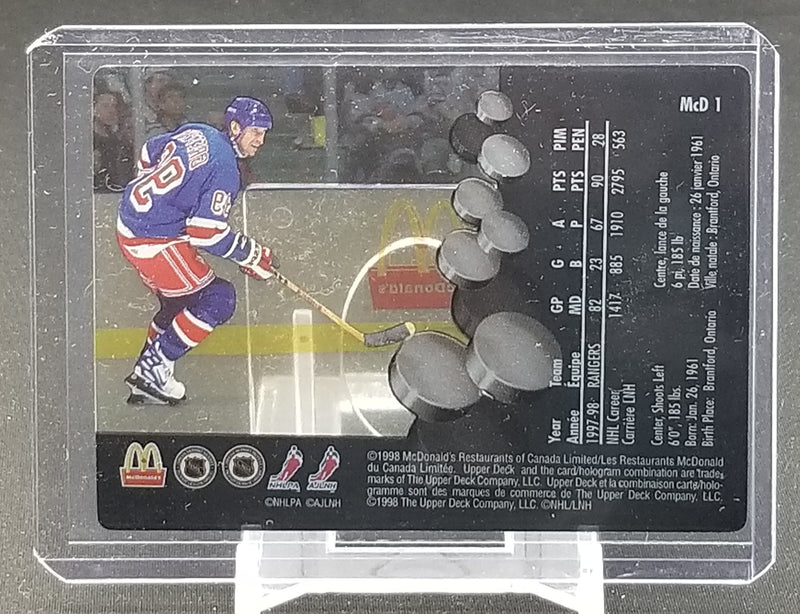 McD 1
Year Team GP G A PTS PIM
Année Équipe MD B P PTS PEN
1997-98 RANGERS 82 23 67 90 28
NHL Career
Carrière LNH 1417 885 1910 2795 563
Center, Shoots Left
6'0", 185 lbs.
Born: Jan. 26, 1961
Birth Place: Brantford, Ontario
Centre, lance de la gauche
6 pi, 185 lb
Date de naissance : 26 janvier 1961
Ville natale : Brantford, Ontario
99
McDonald's
McDonald's
NHLPA AJLNH
©NHLPA ©AJLNH
©1998 McDonald's Restaurants of Canada Limited/Les Restaurants McDonald
du Canada Limitée. Upper Deck and the card/hologram combination are trade-
marks of The Upper Deck Company, LLC. Upper Deck et la combinaison carte/holo-
gramme sont des marques de commerce de The Upper Deck Company, LLC.
©1998 The Upper Deck Company, LLC. ©NHL/LNH